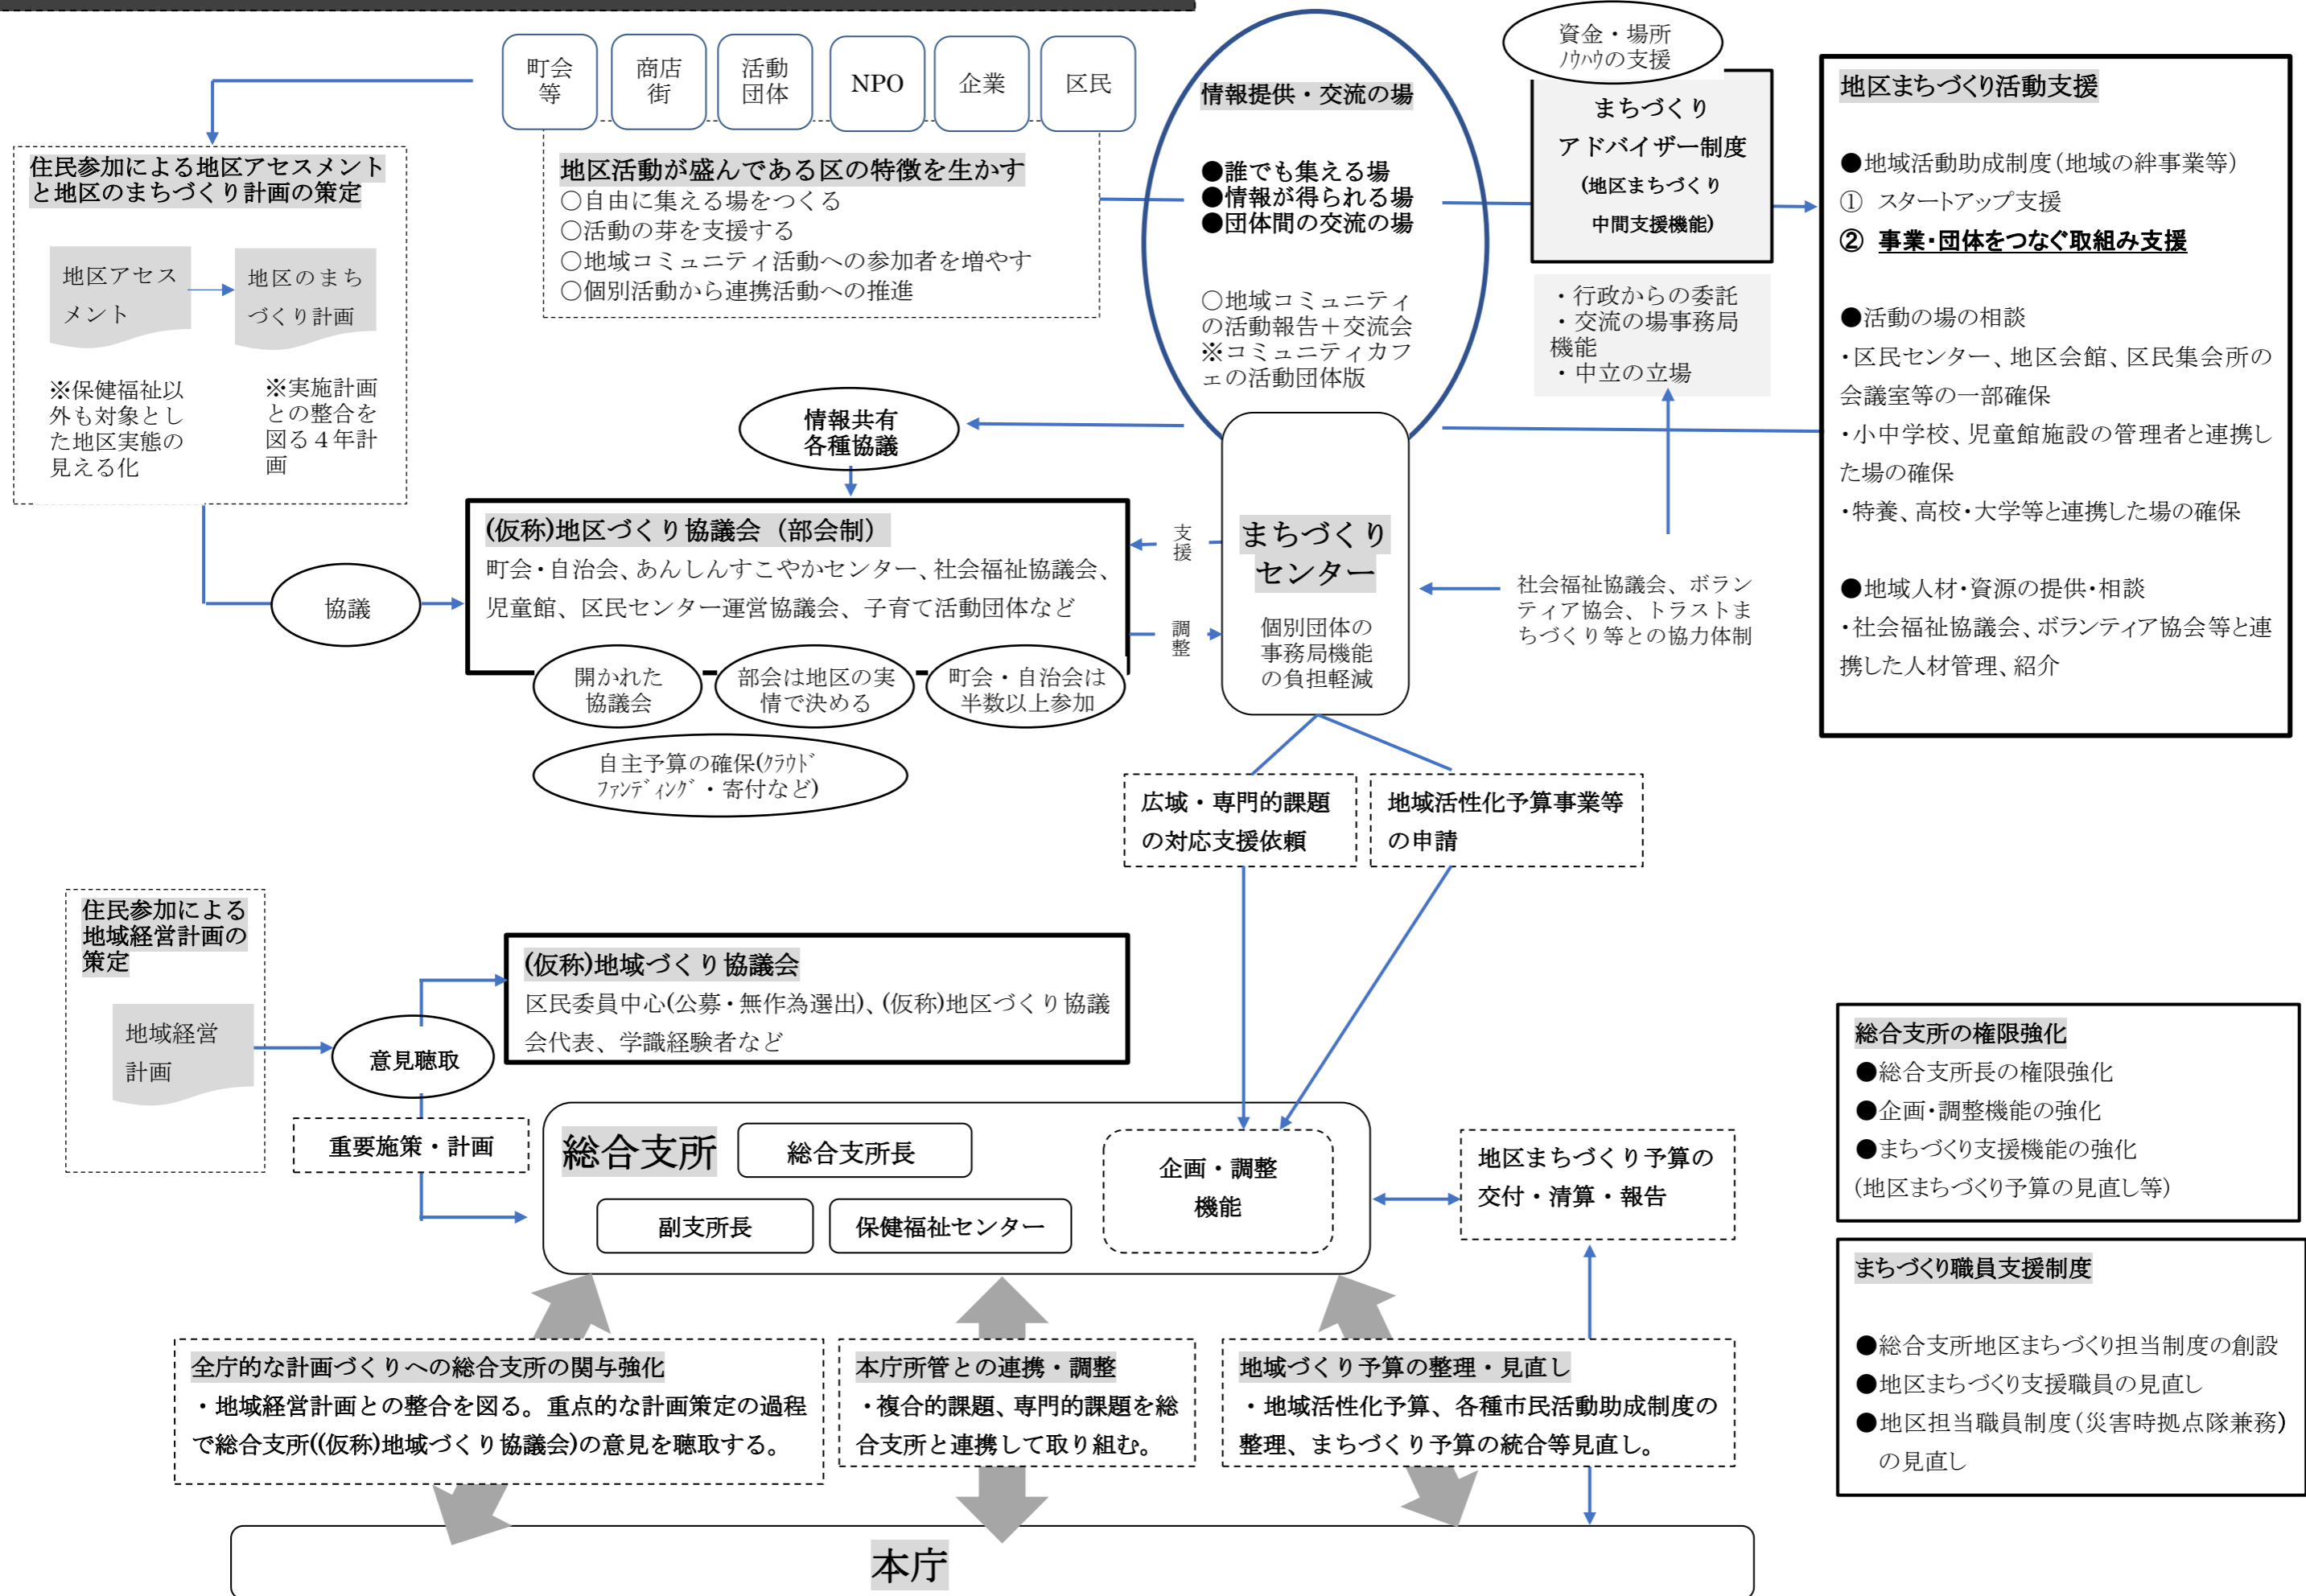 町会
等
商店
街
活動
団体
NPO
企業
区民
資金・場所
ﾉｳﾊｳの支援
住民参加による地区アセスメント
と地区のまちづくり計画の策定
地区アセス
メント
地区のまち
づくり計画
※保健福祉以
外も対象とし
た地区実態の
見える化
※実施計画
との整合を
図る４年計
画
地区活動が盛んである区の特徴を生かす
○自由に集える場をつくる
○活動の芽を支援する
○地域コミュニティ活動への参加者を増やす
○個別活動から連携活動への推進
情報提供・交流の場
●誰でも集える場
●情報が得られる場
●団体間の交流の場
○地域コミュニティ
の活動報告＋交流会
※コミュニティカフ
ェの活動団体版
まちづくり
アドバイザー制度
(地区まちづくり
中間支援機能)
・行政からの委託
・交流の場事務局
機能
・中立の立場
地区まちづくり活動支援
●地域活動助成制度（地域の絆事業等）
① スタートアップ支援
② 事業・団体をつなぐ取組み支援
●活動の場の相談
・区民センター、地区会館、区民集会所の
会議室等の一部確保
・小中学校、児童館施設の管理者と連携し
た場の確保
・特養、高校・大学等と連携した場の確保
●地域人材・資源の提供・相談
・社会福祉協議会、ボランティア協会等と連
携した人材管理、紹介
情報共有
各種協議
協議
(仮称)地区づくり協議会（部会制）
町会・自治会、あんしんすこやかセンター、社会福祉協議会、
児童館、区民センター運営協議会、子育て活動団体など
開かれた
協議会
部会は地区の実
情で決める
町会・自治会は
半数以上参加
自主予算の確保(ｸﾗｳﾄﾞ
ﾌｧﾝﾃﾞｨﾝｸﾞ・寄付など)
支
援
調
整
まちづくり
センター
個別団体の
事務局機能
の負担軽減
社会福祉協議会、ボラン
ティア協会、トラストま
ちづくり等との協力体制
広域・専門的課題
の対応支援依頼
地域活性化予算事業等
の申請
住民参加による
地域経営計画の
策定
地域経営
計画
意見聴取
重要施策・計画
(仮称)地域づくり協議会
区民委員中心(公募・無作為選出)、(仮称)地区づくり協議
会代表、学識経験者など
総合支所
総合支所長
副支所長
保健福祉センター
企画・調整
機能
地区まちづくり予算の
交付・清算・報告
総合支所の権限強化
●総合支所長の権限強化
●企画・調整機能の強化
●まちづくり支援機能の強化
（地区まちづくり予算の見直し等）
まちづくり職員支援制度
●総合支所地区まちづくり担当制度の創設
●地区まちづくり支援職員の見直し
●地区担当職員制度（災害時拠点隊兼務）
の見直し
全庁的な計画づくりへの総合支所の関与強化
・地域経営計画との整合を図る。重点的な計画策定の過程
で総合支所((仮称)地域づくり協議会)の意見を聴取する。
本庁所管との連携・調整
・複合的課題、専門的課題を総
合支所と連携して取り組む。
地域づくり予算の整理・見直し
・地域活性化予算、各種市民活動助成制度の
整理、まちづくり予算の統合等見直し。
本庁